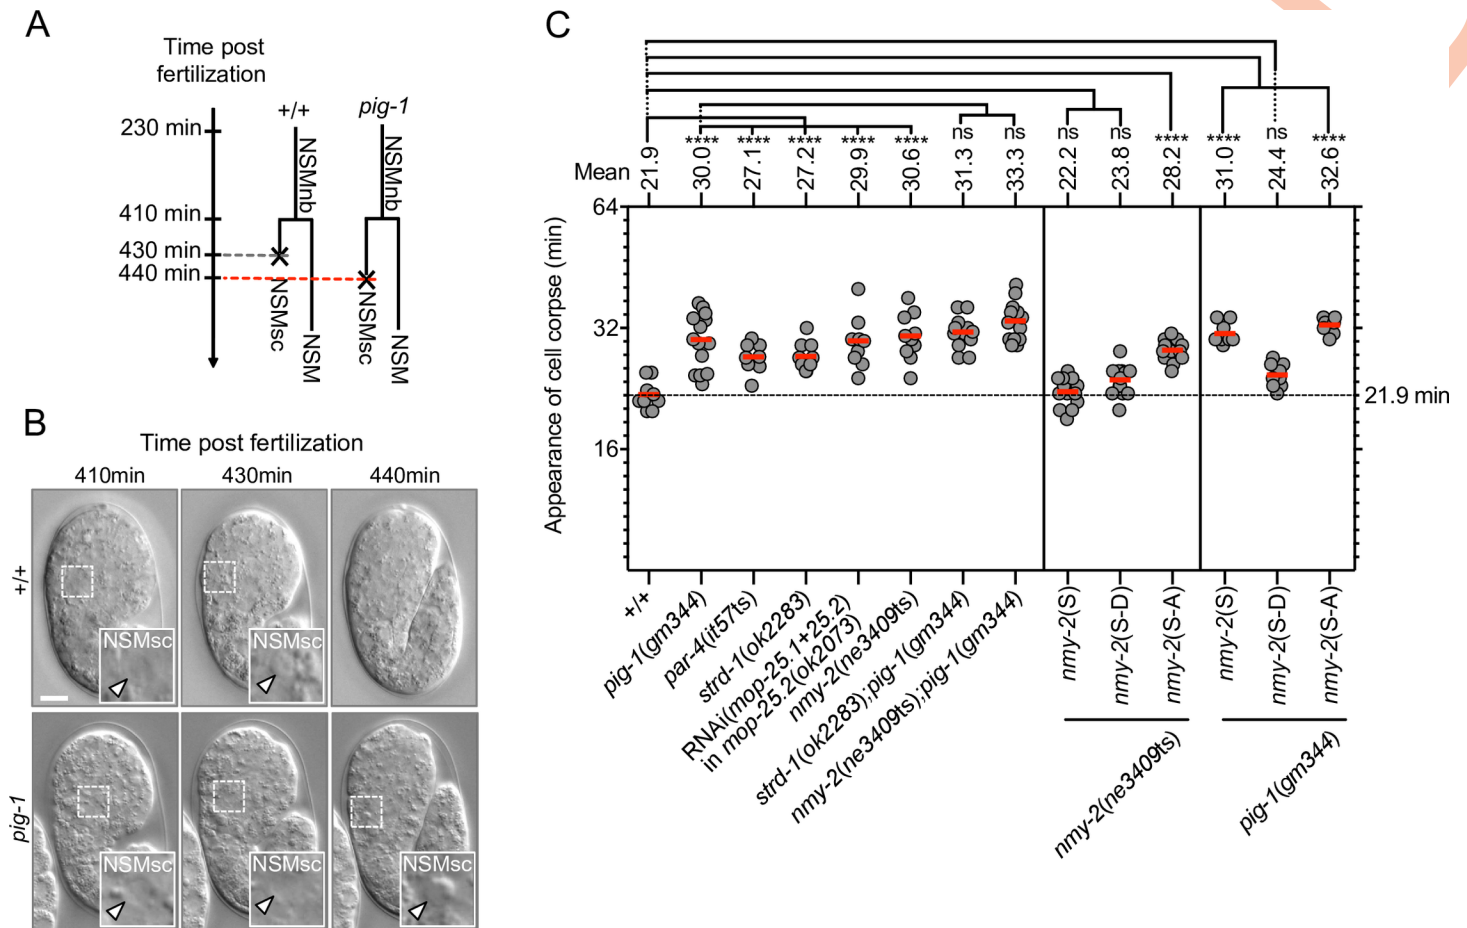 A
Time post
fertilization
+/+
pig-1
230 min
NSMnb
NSMnb
410 min
430 min
440 min
NSMsc
NSM
NSMsc
NSM
B
Time post fertilization
410min
430min
440min
+/+
NSMsc
NSMsc
pig-1
NSMsc
NSMsc
NSMsc
C
**** **** **** **** **** ns ns ns ns **** **** ns ****
Mean
21.9 30.0 27.1 27.2 29.9 30.6 31.3 33.3 22.2 23.8 28.2 31.0 24.4 32.6
Appearance of cell corpse (min)
64
32
16
21.9 min
+/+
pig-1(gm344)
par-4(it57ts)
strd-1(ok2283)
RNAi(mop-25.1+25.2)
in mop-25.2(ok2073)
nmy-2(ne3409ts)
strd-1(ok2283);pig-1(gm344)
nmy-2(ne3409ts);pig-1(gm344)
nmy-2(S)
nmy-2(S-D)
nmy-2(S-A)
nmy-2(S)
nmy-2(S-D)
nmy-2(S-A)
nmy-2(ne3409ts)
pig-1(gm344)